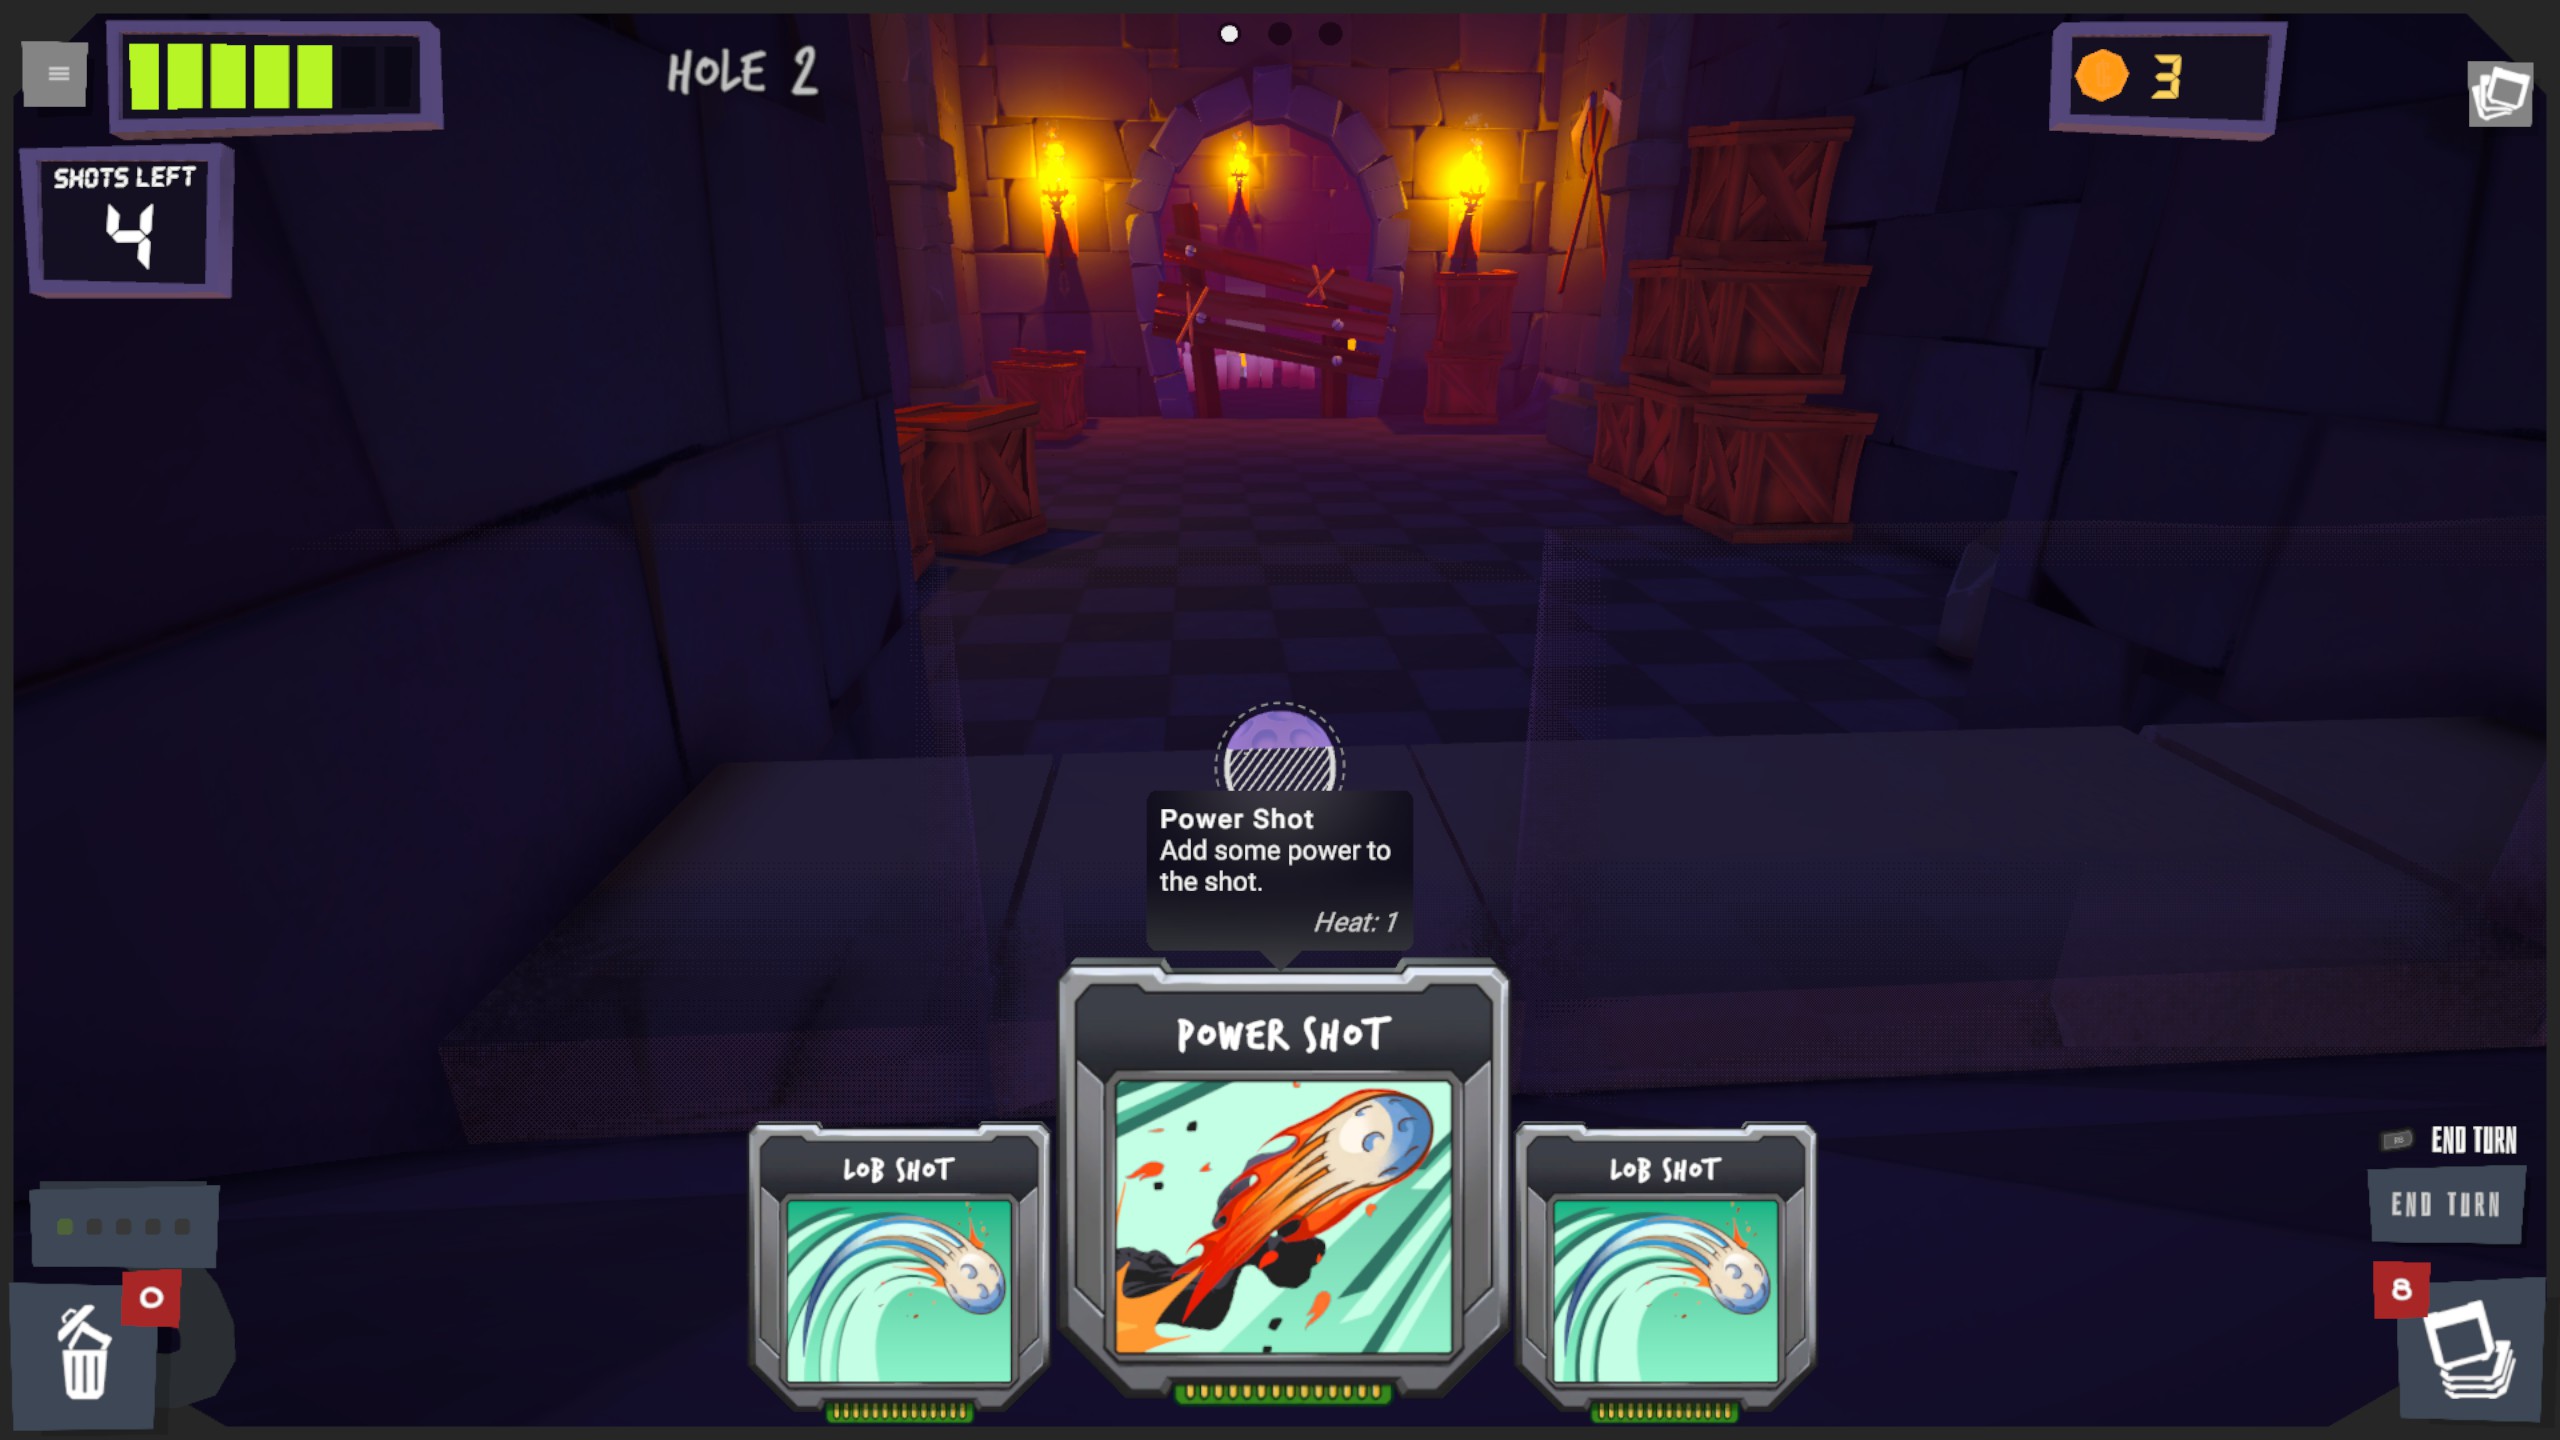 HOLE 2
3
SHOTS LEFT
4
Power Shot
Add some power to
the shot.
Heat: 1
POWER SHOT
LOB SHOT
LOB SHOT
END TURN
END TURN
0
8